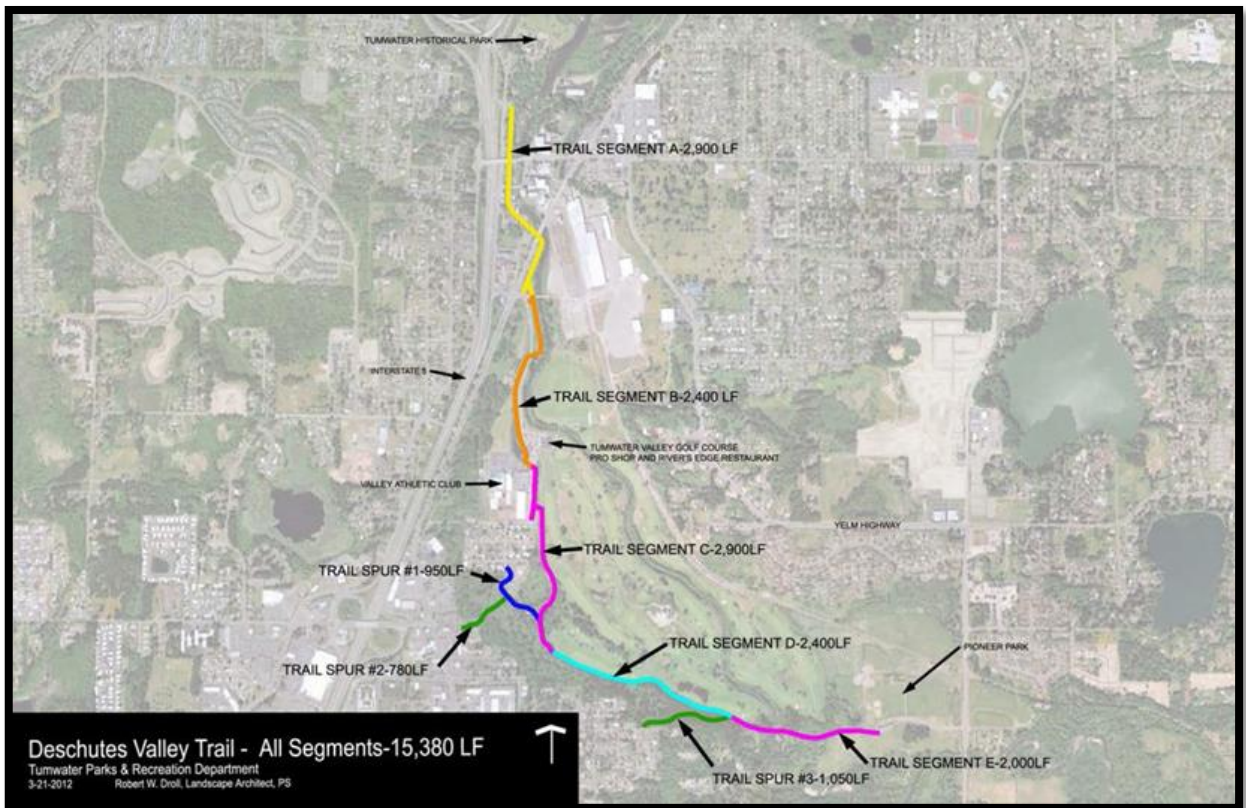 TUMWATER HISTORICAL PARK
TRAIL SEGMENT A-2,900 LF
INTERSTATE 5
TRAIL SEGMENT B-2,400 LF
TUMWATER VALLEY GOLF COURSE
PRO SHOP AND RIVER'S EDGE RESTAURANT
VALLEY ATHLETIC CLUB
YELM HIGHWAY
TRAIL SEGMENT C-2,900LF
TRAIL SPUR #1-950LF
TRAIL SEGMENT D-2,400LF
PIONEER PARK
TRAIL SPUR #2-780LF
TRAIL SEGMENT E-2,000LF
TRAIL SPUR #3-1,050LF
Deschutes Valley Trail - All Segments-15,380 LF
Tumwater Parks & Recreation Department
3-21-2012 Robert W. Droll, Landscape Architect, PS